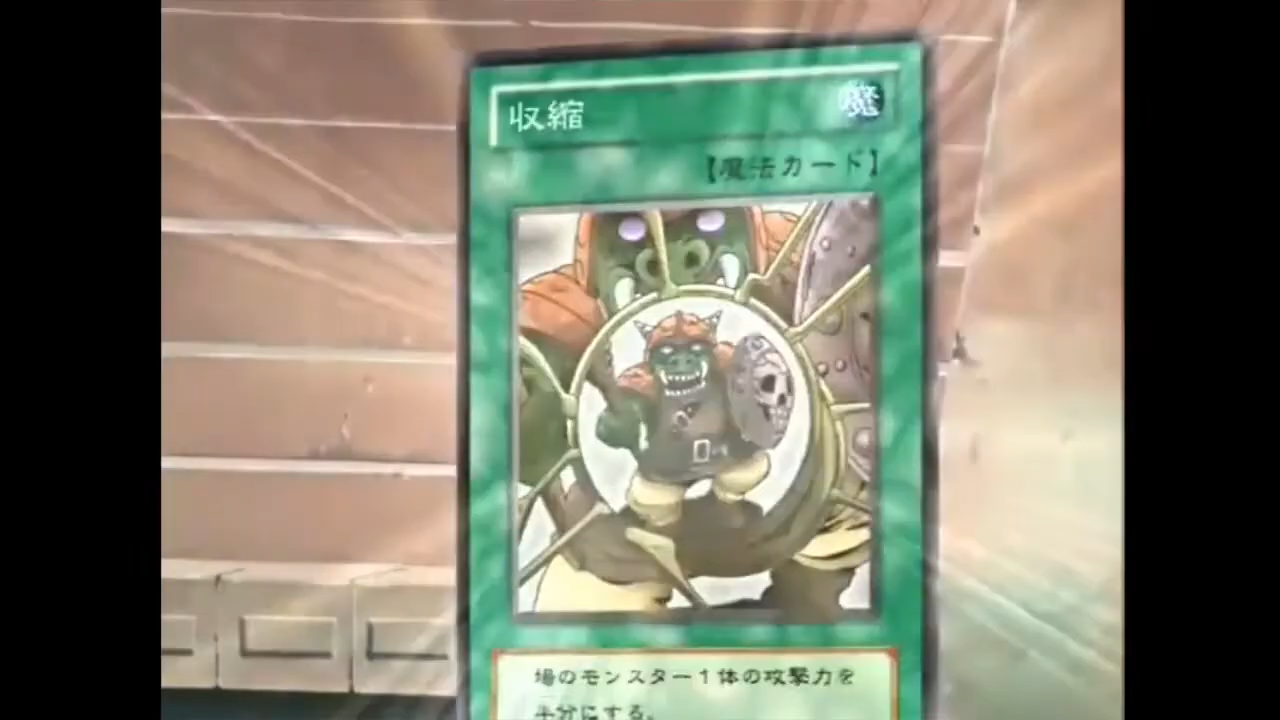 収縮
魔
【魔法カード】
場のモンスター1体の攻撃力を
半分にする。